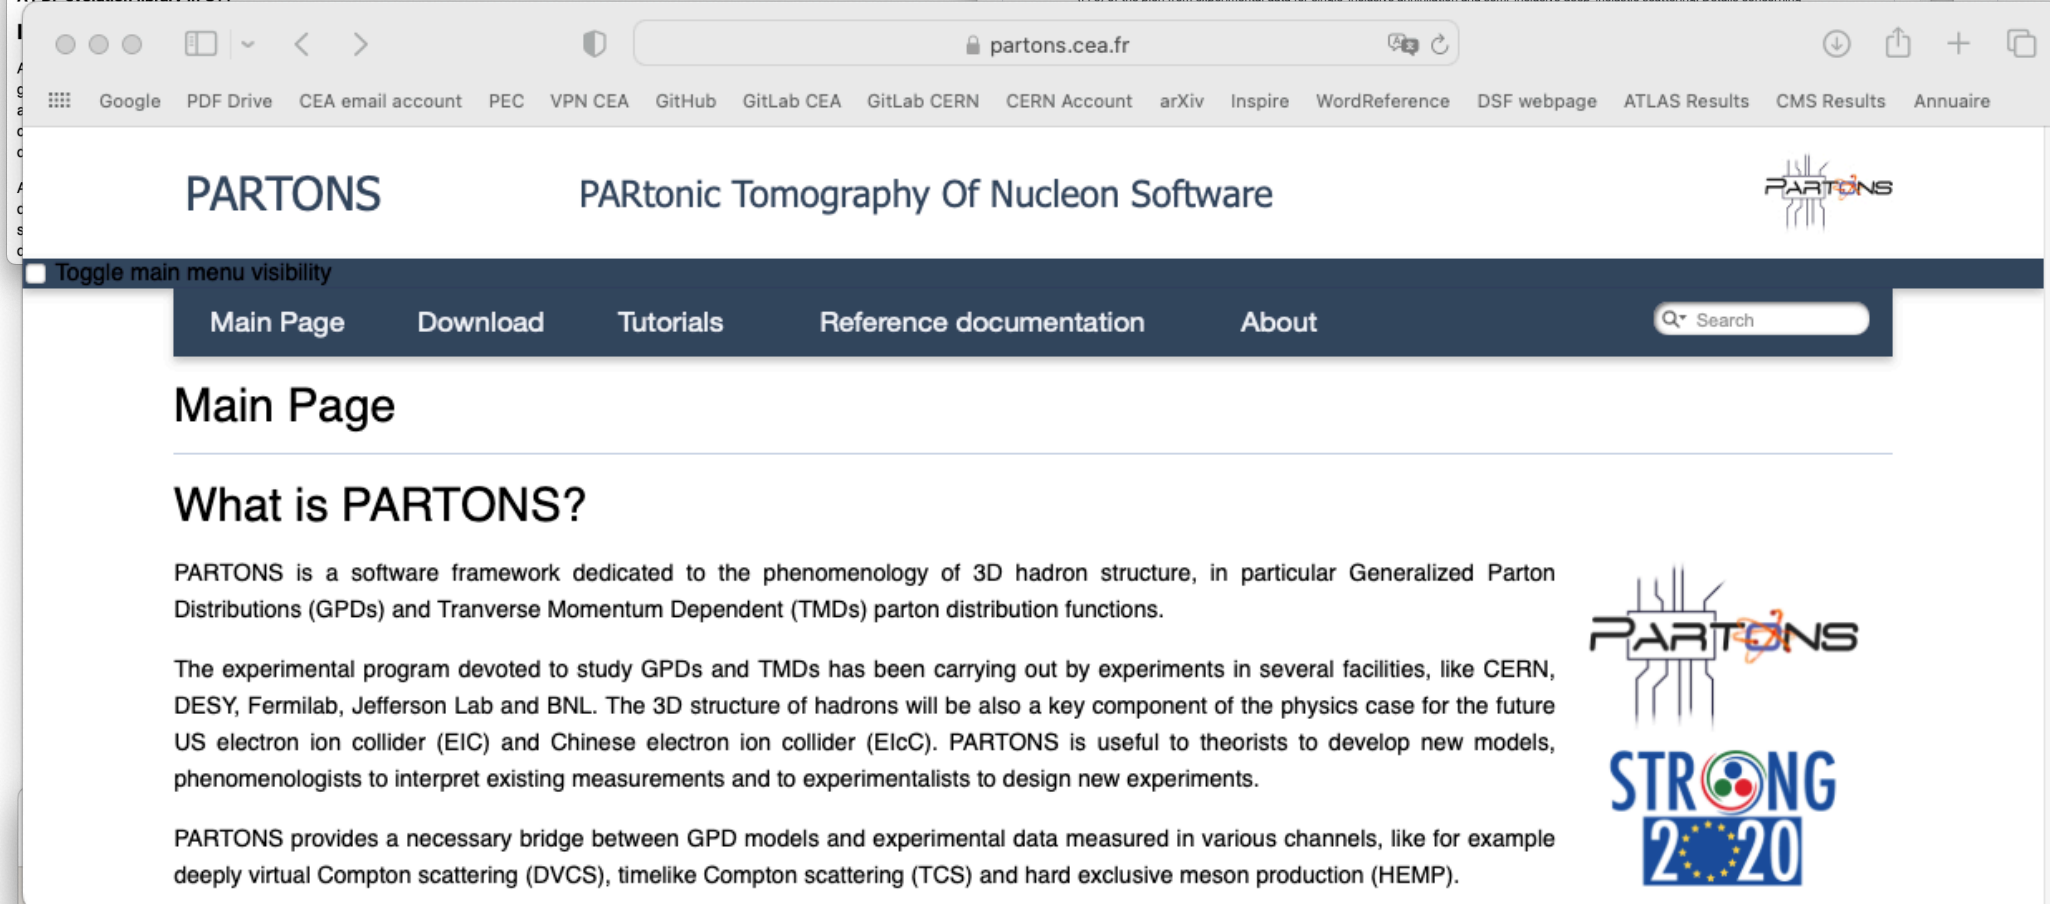 partons.cea.fr
Google PDF Drive CEA email account PEC VPN CEA GitHub GitLab CEA GitLab CERN CERN Account arXiv Inspire WordReference DSF webpage ATLAS Results CMS Results Annuaire
PARTONS PARtonic Tomography Of Nucleon Software PARTONS
Toggle main menu visibility
Main Page Download Tutorials Reference documentation About Search
Main Page
What is PARTONS?
PARTONS is a software framework dedicated to the phenomenology of 3D hadron structure, in particular Generalized Parton
Distributions (GPDs) and Tranverse Momentum Dependent (TMDs) parton distribution functions.
The experimental program devoted to study GPDs and TMDs has been carrying out by experiments in several facilities, like CERN,
DESY, Fermilab, Jefferson Lab and BNL. The 3D structure of hadrons will be also a key component of the physics case for the future
US electron ion collider (EIC) and Chinese electron ion collider (EIcC). PARTONS is useful to theorists to develop new models,
phenomenologists to interpret existing measurements and to experimentalists to design new experiments.
PARTONS provides a necessary bridge between GPD models and experimental data measured in various channels, like for example
deeply virtual Compton scattering (DVCS), timelike Compton scattering (TCS) and hard exclusive meson production (HEMP).
PARTONS
STRONG
2020